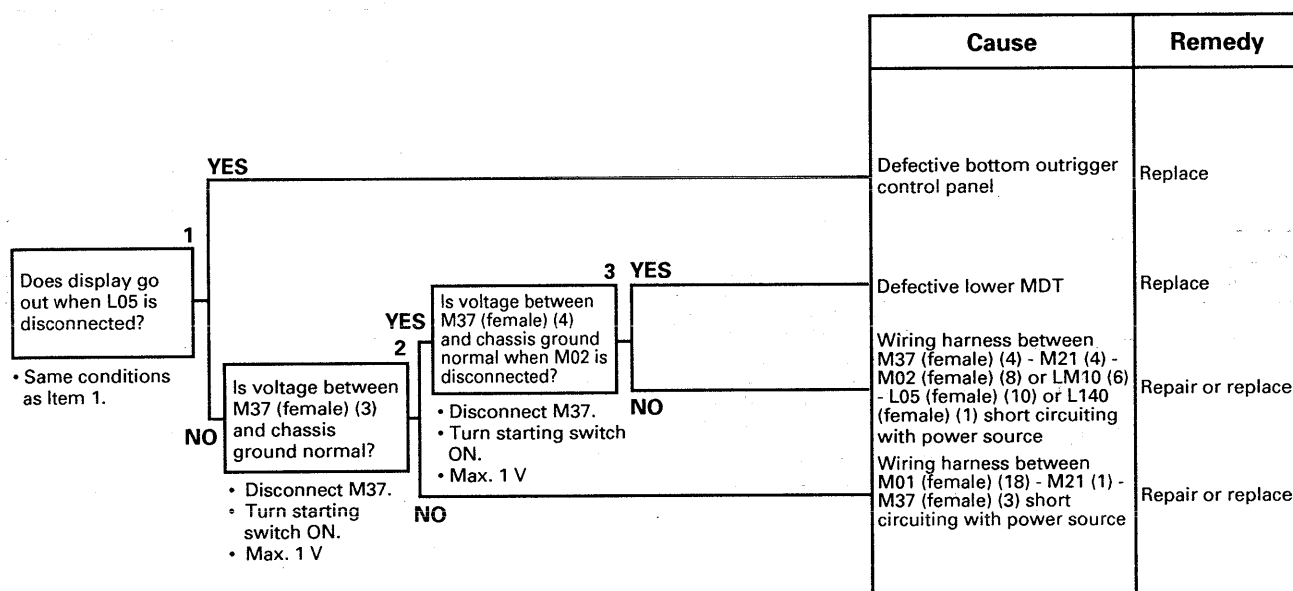 Cause
Remedy
YES
Defective bottom outrigger
control panel
Replace
1
Does display go
out when L05 is
disconnected?
• Same conditions
as Item 1.
3
YES
Is voltage between
M37 (female) (4)
and chassis ground
normal when M02 is
disconnected?
Defective lower MDT
Replace
YES
2
Is voltage between
M37 (female) (3)
and chassis
ground normal?
NO
• Disconnect M37.
• Turn starting switch
ON.
• Max. 1 V
NO
Wiring harness between
M37 (female) (4) - M21 (4) -
M02 (female) (8) or LM10 (6)
- L05 (female) (10) or L140
(female) (1) short circuiting
with power source
Repair or replace
• Disconnect M37.
• Turn starting
switch ON.
• Max. 1 V
NO
Wiring harness between
M01 (female) (18) - M21 (1) -
M37 (female) (3) short
circuiting with power source
Repair or replace